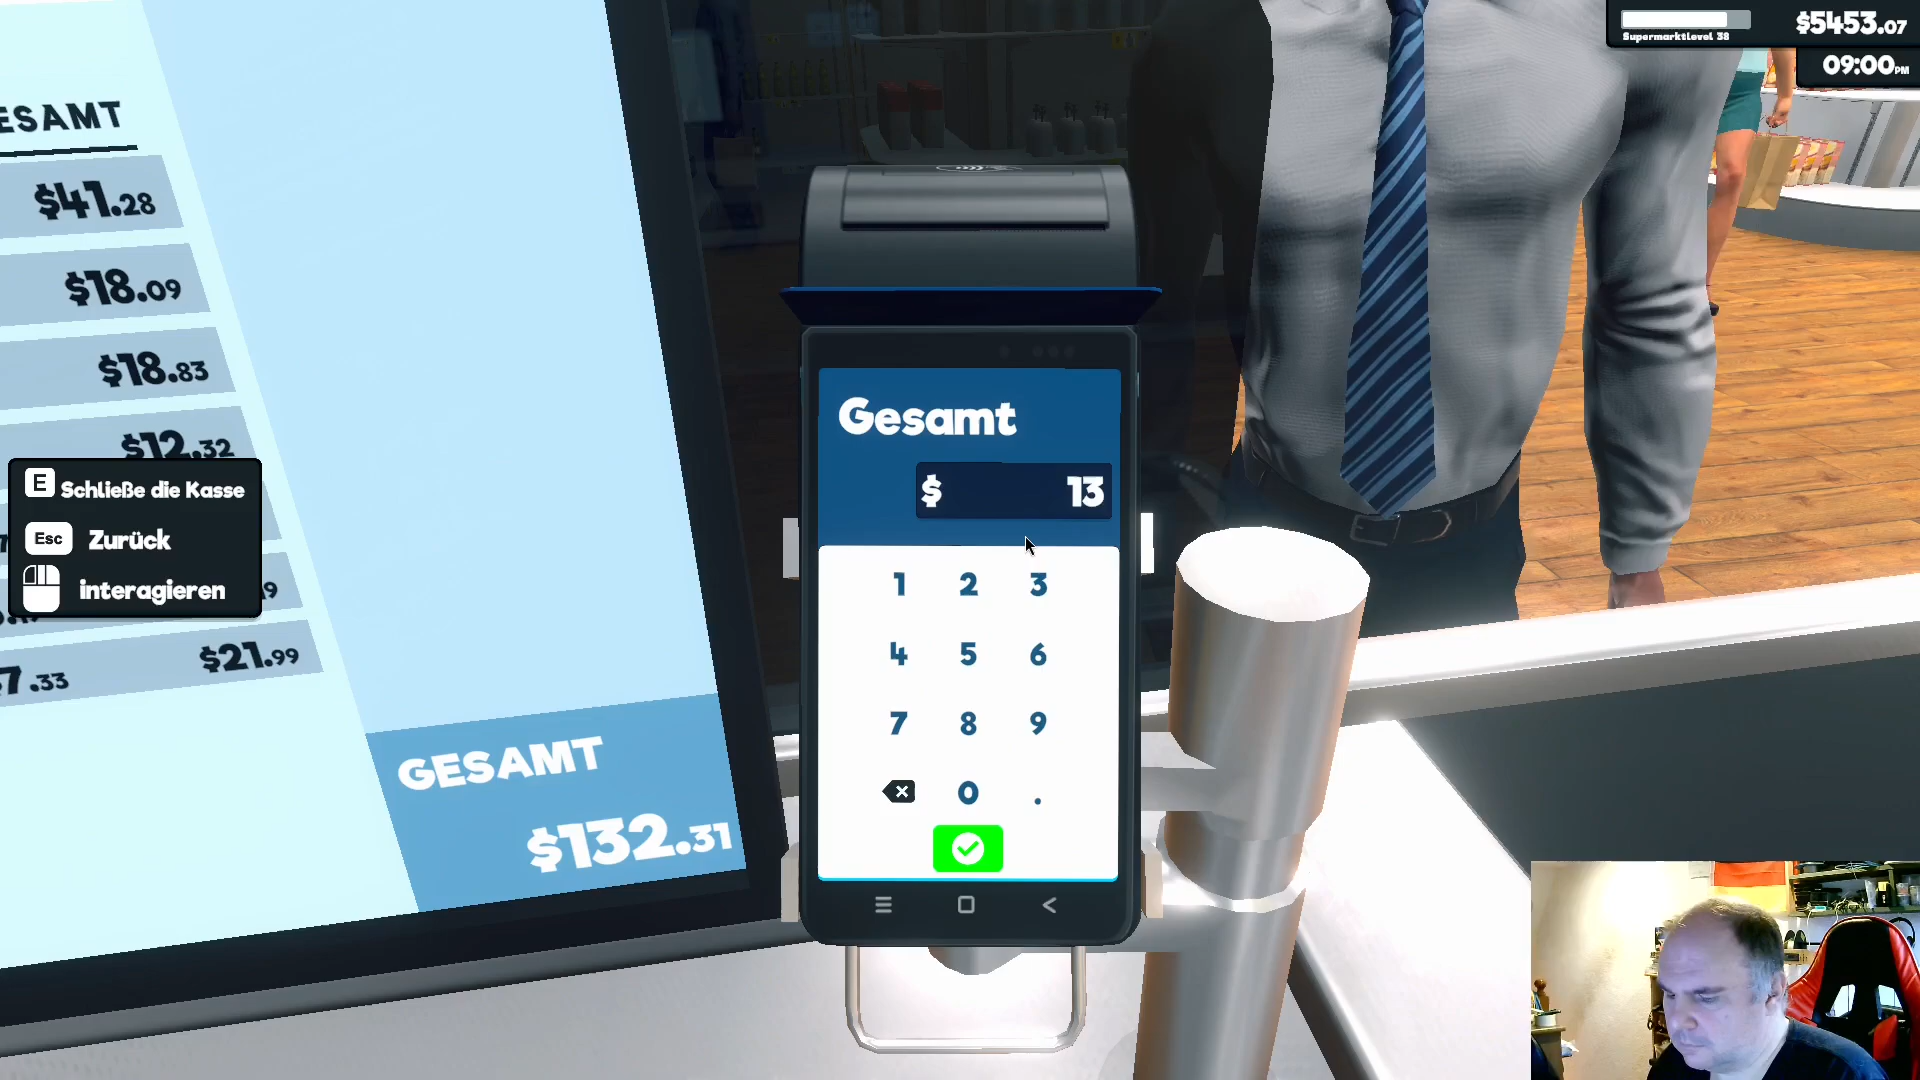 $5453.07
Supermarktlevel 38
09:00PM
ESAMT
$41.28
$18.09
$18.83
$12.32
E Schließe die Kasse
Esc Zurück
interagieren
$21.99
7.33
GESAMT
$132.31
Gesamt
$ 13
1 2 3
4 5 6
7 8 9
0 .